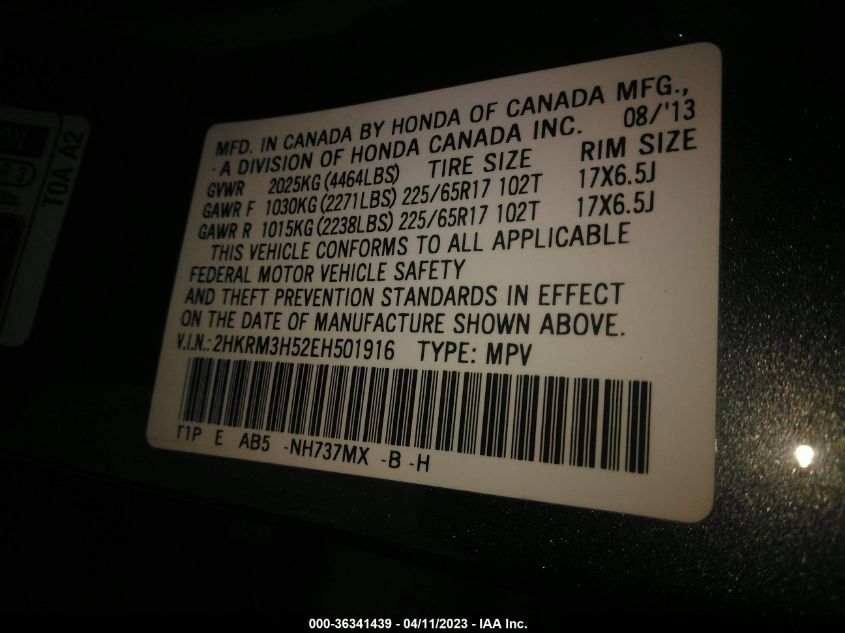 MFD. IN CANADA BY HONDA OF CANADA MFG.,
-A DIVISION OF HONDA CANADA INC. 08/'13
GVWR 2025KG(4464LBS) TIRE SIZE RIM SIZE
GAWR F 1030KG(2271LBS) 225/65R17 102T 17X6.5J
GAWR R 1015KG(2238LBS) 225/65R17 102T 17X6.5J
THIS VEHICLE CONFORMS TO ALL APPLICABLE
FEDERAL MOTOR VEHICLE SAFETY
AND THEFT PREVENTION STANDARDS IN EFFECT
ON THE DATE OF MANUFACTURE SHOWN ABOVE.
V.I.N.: 2HKRM3H52EH501916 TYPE: MPV
T1P E AB5 -NH737MX -B -H
T0A A2
000-36341439 - 04/11/2023 - IAA Inc.